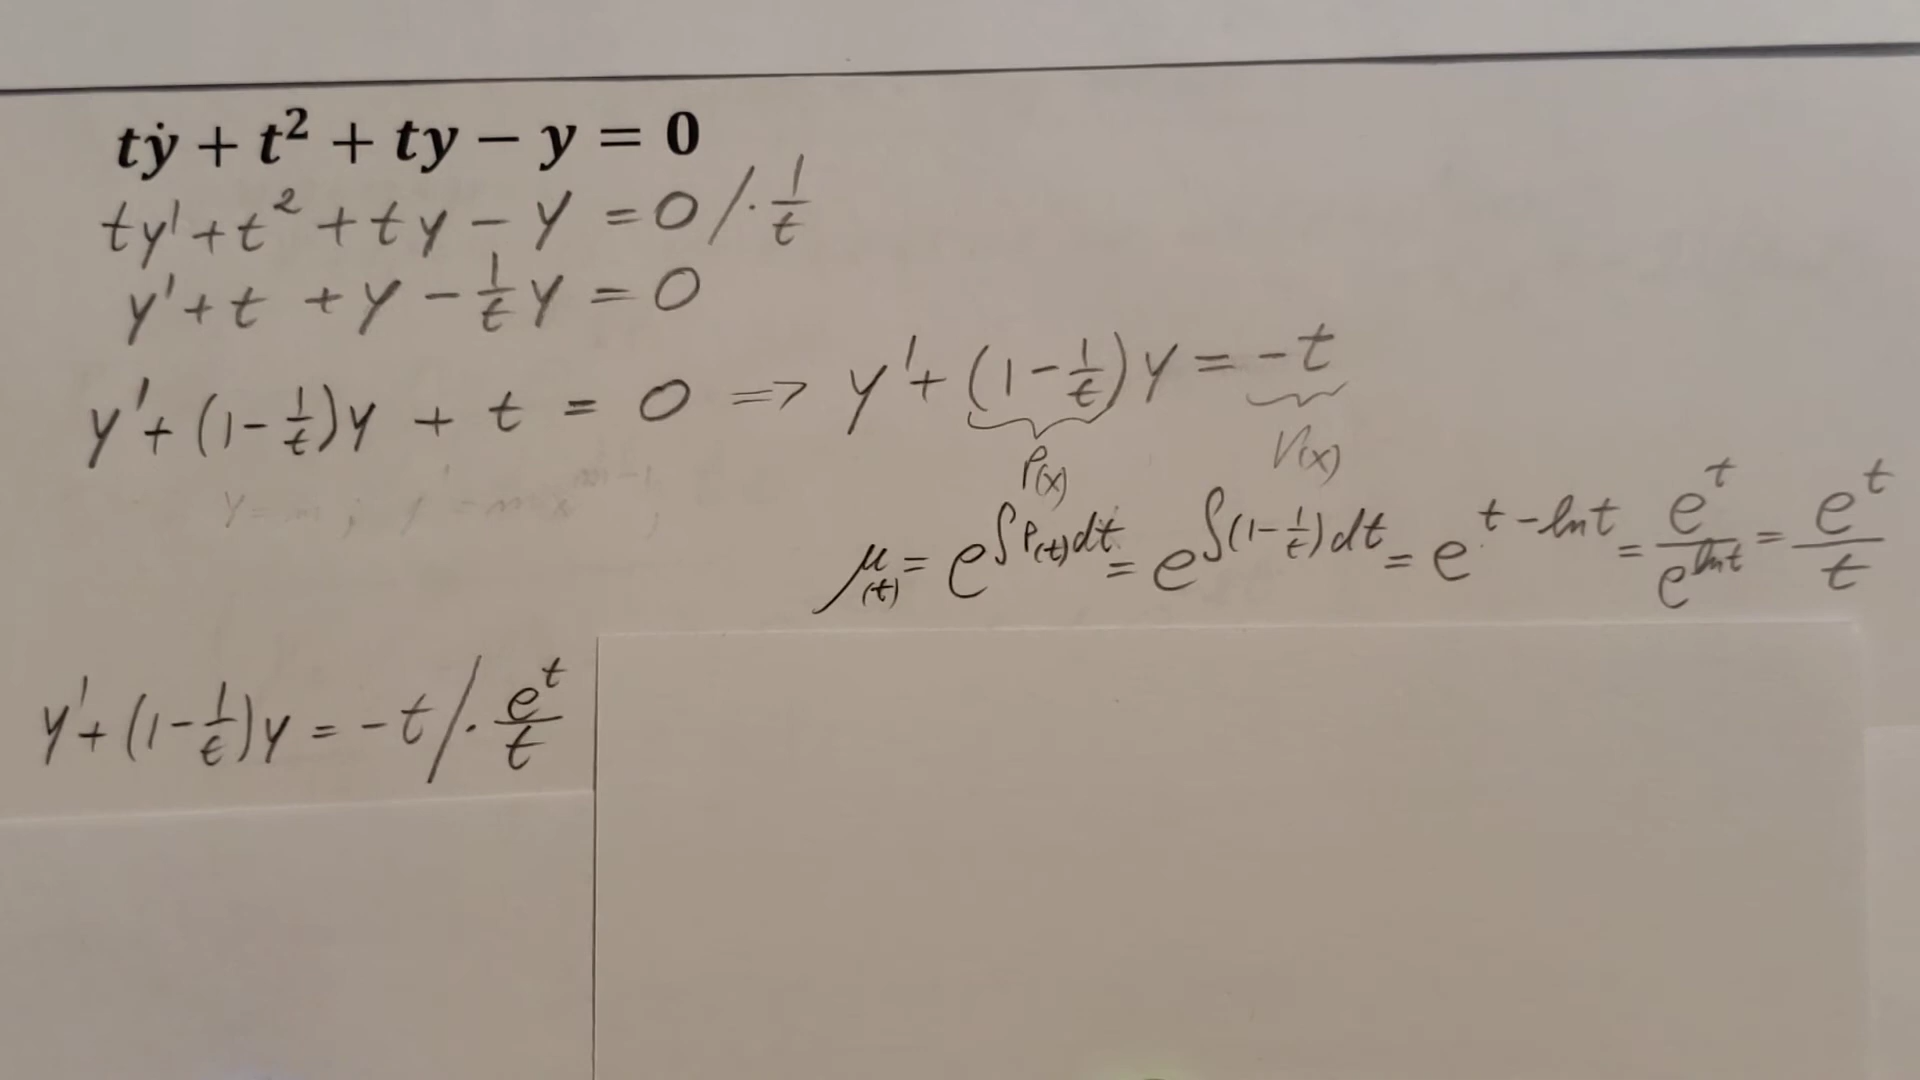 tẏ + t² + ty − y = 0
ty' + t² + ty − y = 0 / · 1/t
y' + t + y − 1/t y = 0
y' + (1 − 1/t)y + t = 0 ⇒ y' + (1 − 1/t)y = −t
P(x) V(x)
μ(t) = e^∫P(t)dt = e^∫(1 − 1/t)dt = e^t − ln t = e^t/e^ln t = e^t/t
y' + (1 − 1/t)y = −t / · e^t/t